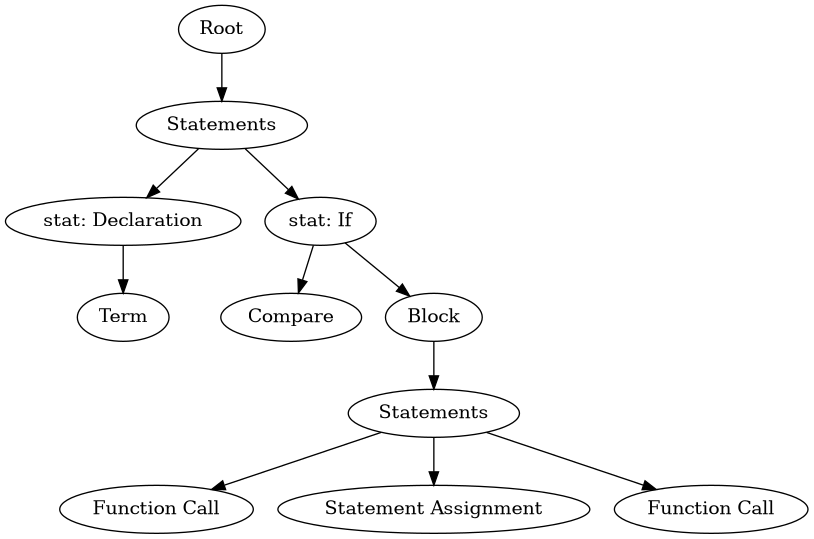 Root
Statements
stat: Declaration
stat: If
Term
Compare
Block
Statements
Function Call
Statement Assignment
Function Call